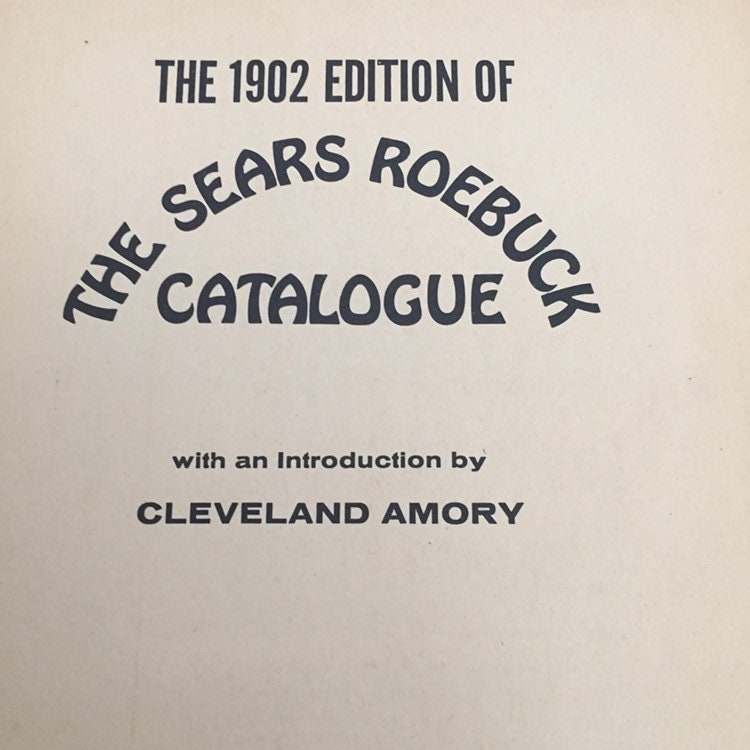 THE 1902 EDITION OF
THE SEARS ROEBUCK
CATALOGUE
with an Introduction by
CLEVELAND AMORY